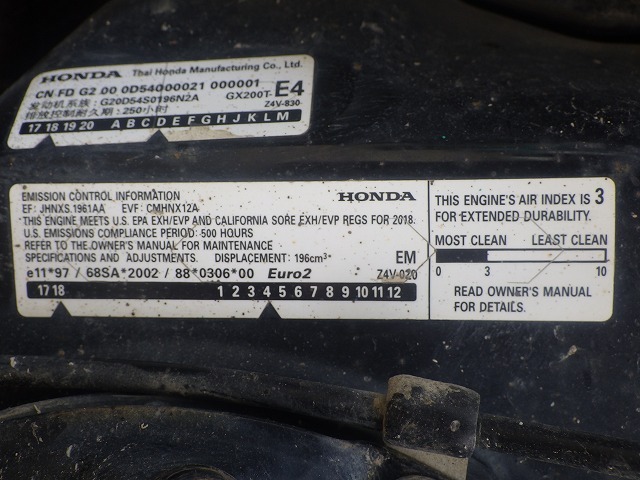 HONDA Thai Honda Manufacturing Co., Ltd.
CN FD G2 00 0D54000021 000001
发动机系族: G20D54S0196N2A GX200T- E4
排放控制耐久期: 250小时 Z4V-830
17 18 19 20 A B C D E F G H J K L M
EMISSION CONTROL INFORMATION HONDA
EF: JHNXS.1961AA EVF: CMHNX12A
THIS ENGINE MEETS U.S. EPA EXH/EVP AND CALIFORNIA SORE EXH/EVP REGS FOR 2018.
U.S. EMISSIONS COMPLIANCE PERIOD: 500 HOURS
REFER TO THE OWNER'S MANUAL FOR MAINTENANCE
SPECIFICATIONS AND ADJUSTMENTS. DISPLACEMENT: 196cm³ EM
e11*97 / 68SA*2002 / 88*0306*00 Euro2 Z4V-020
17 18 1 2 3 4 5 6 7 8 9 10 11 12
THIS ENGINE'S AIR INDEX IS 3
FOR EXTENDED DURABILITY.
MOST CLEAN LEAST CLEAN
0 3 10
READ OWNER'S MANUAL
FOR DETAILS.